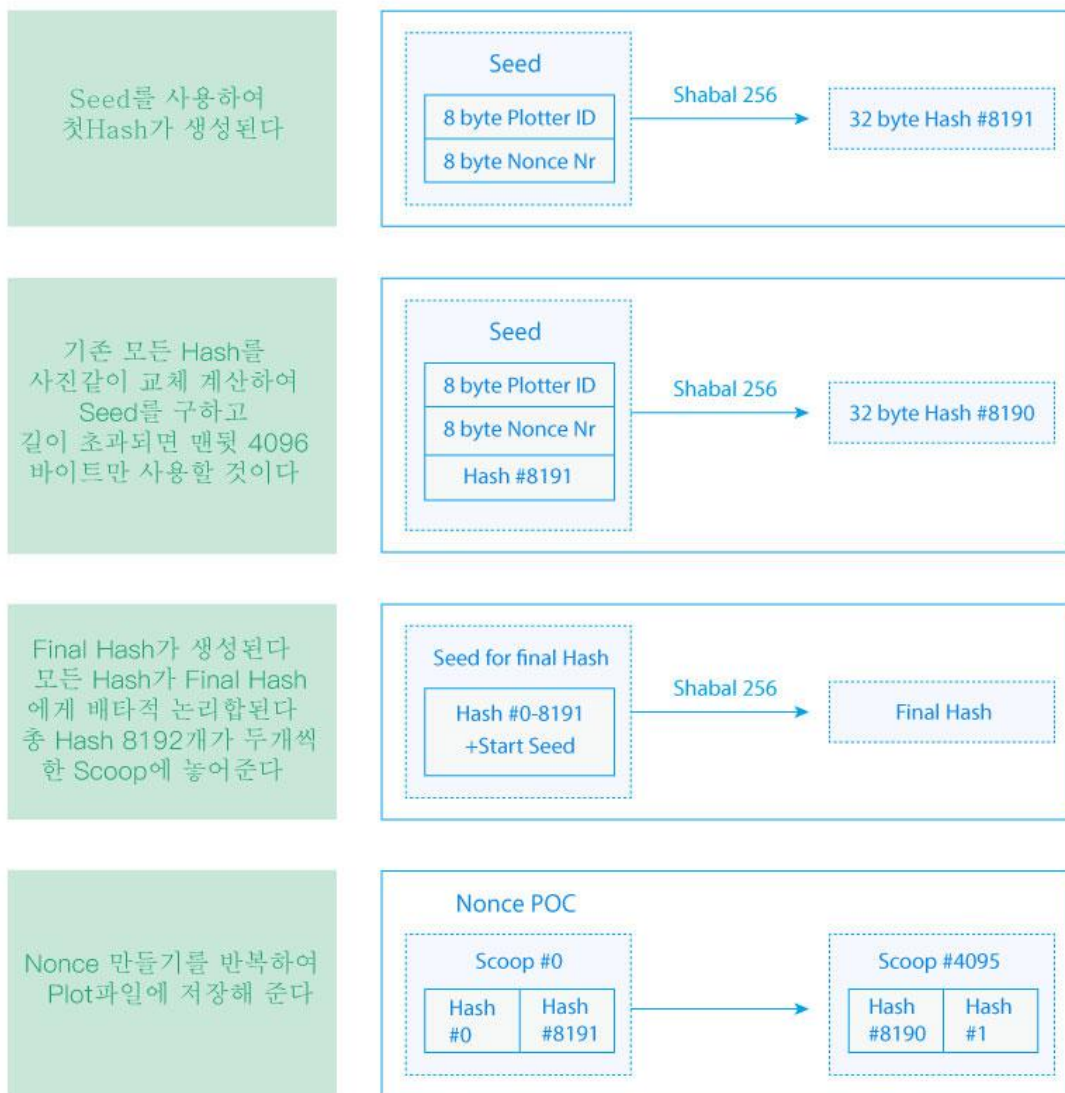 Seed를 사용하여
첫Hash가 생성된다
Seed
8 byte Plotter ID
8 byte Nonce Nr
Shabal 256
32 byte Hash #8191
기존 모든 Hash를
사진같이 교체 계산하여
Seed를 구하고
길이 초과되면 맨뒷 4096
바이트만 사용할 것이다
Seed
8 byte Plotter ID
8 byte Nonce Nr
Hash #8191
Shabal 256
32 byte Hash #8190
Final Hash가 생성된다
모든 Hash가 Final Hash
에게 배타적 논리합된다
총 Hash 8192개가 두개씩
한 Scoop에 놓어준다
Seed for final Hash
Hash #0-8191
+Start Seed
Shabal 256
Final Hash
Nonce 만들기를 반복하여
Plot파일에 저장해 준다
Nonce POC
Scoop #0
Hash
#0
Hash
#8191
Scoop #4095
Hash
#8190
Hash
#1